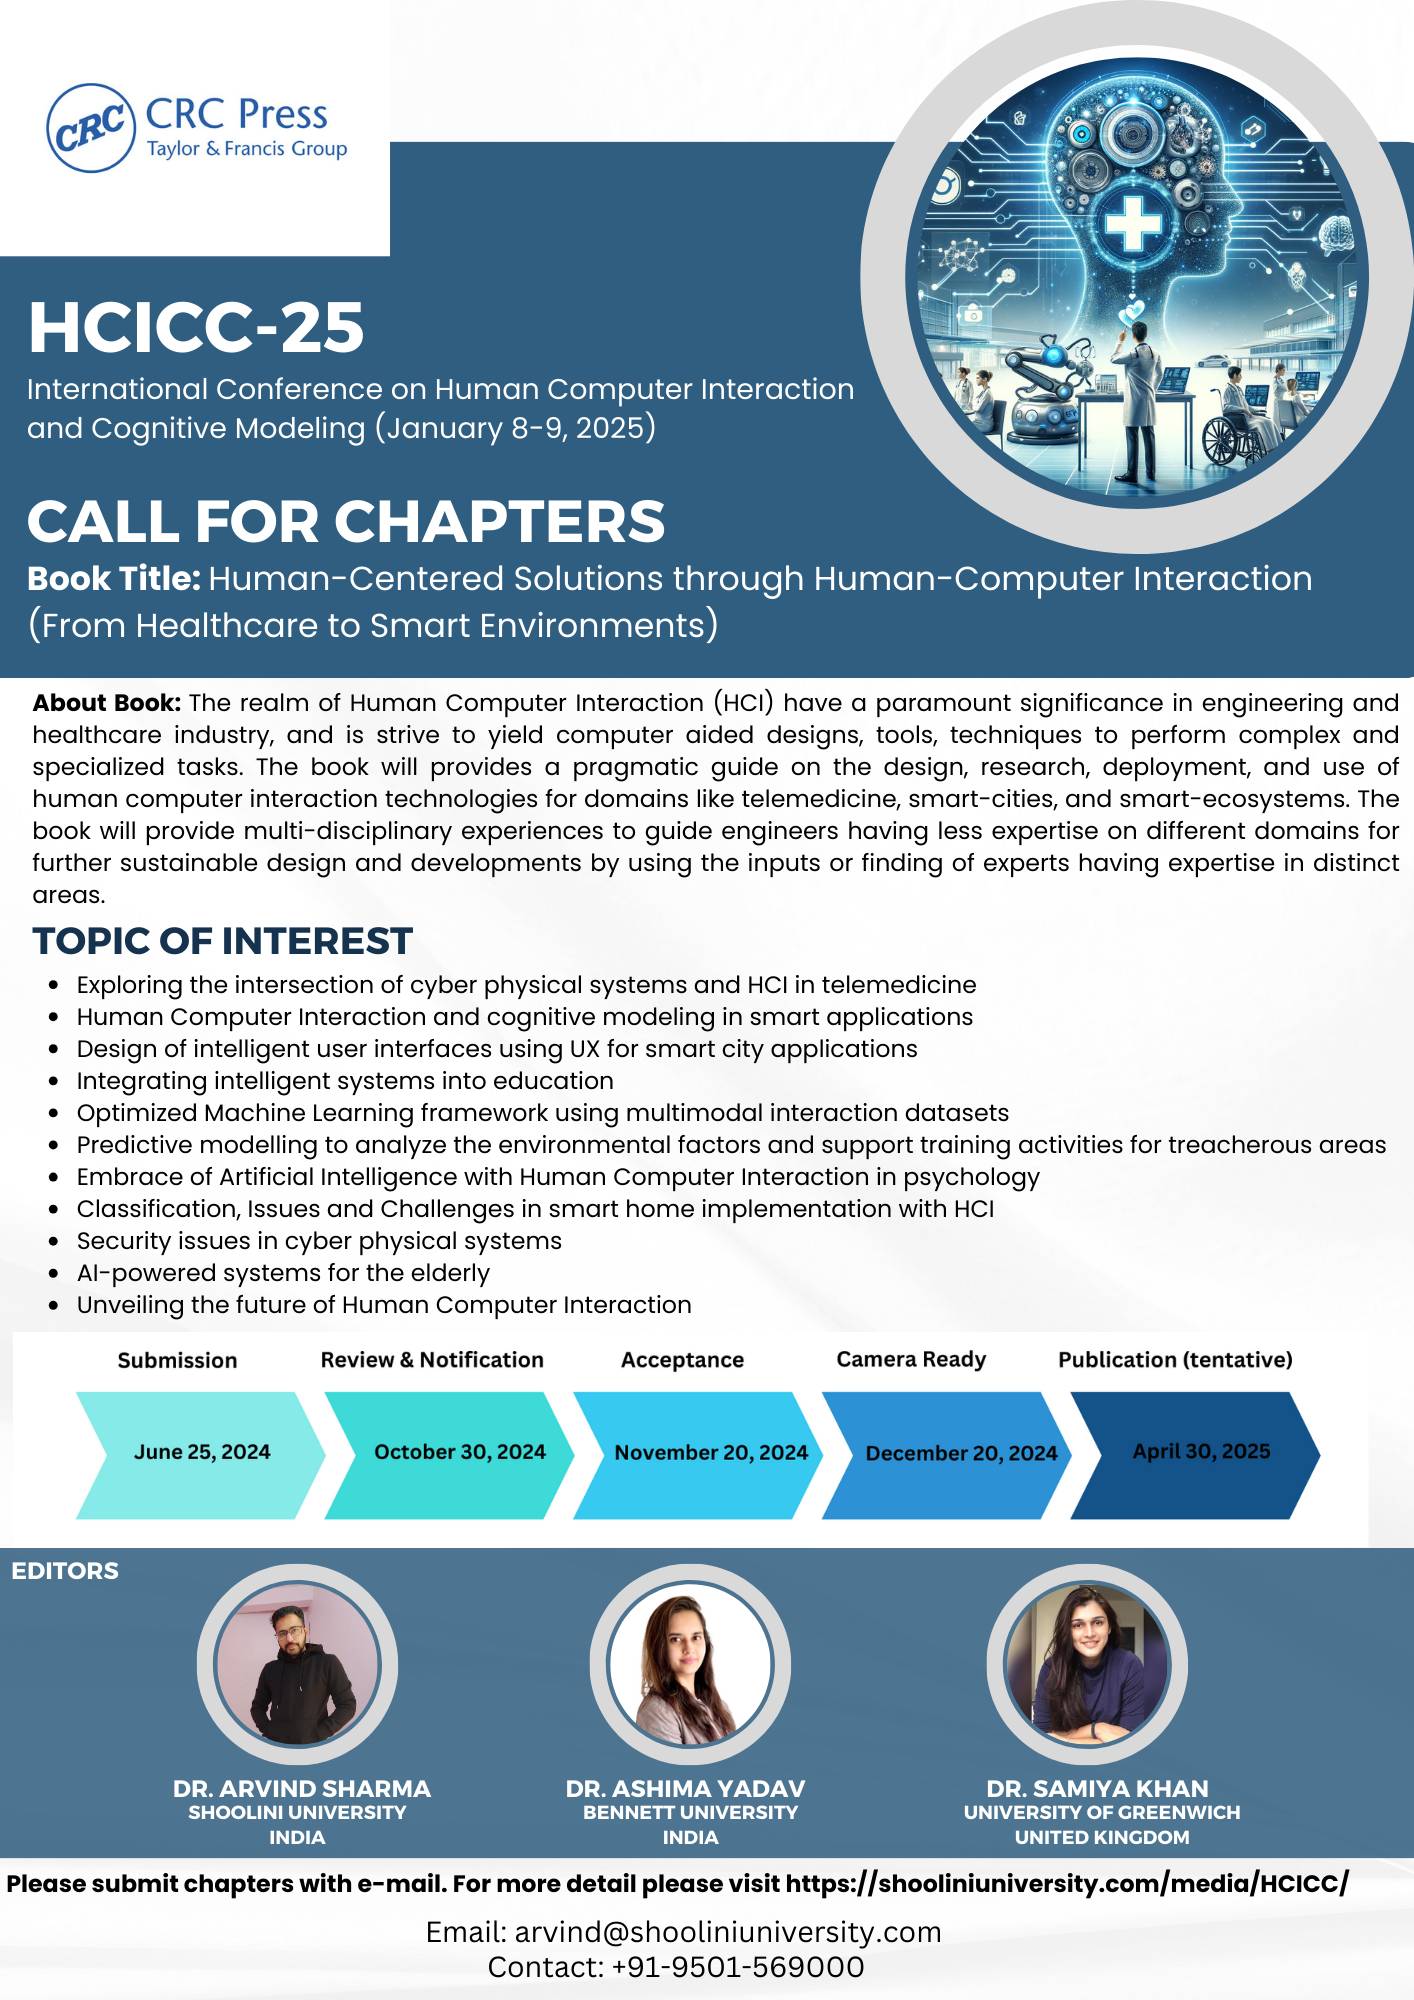 CRC
CRC Press
Taylor & Francis Group
HCICC-25
International Conference on Human Computer Interaction
and Cognitive Modeling (January 8-9, 2025)
CALL FOR CHAPTERS
Book Title: Human-Centered Solutions through Human-Computer Interaction
(From Healthcare to Smart Environments)
About Book: The realm of Human Computer Interaction (HCI) have a paramount significance in engineering and
healthcare industry, and is strive to yield computer aided designs, tools, techniques to perform complex and
specialized tasks. The book will provides a pragmatic guide on the design, research, deployment, and use of
human computer interaction technologies for domains like telemedicine, smart-cities, and smart-ecosystems. The
book will provide multi-disciplinary experiences to guide engineers having less expertise on different domains for
further sustainable design and developments by using the inputs or finding of experts having expertise in distinct
areas.
TOPIC OF INTEREST
• Exploring the intersection of cyber physical systems and HCI in telemedicine
• Human Computer Interaction and cognitive modeling in smart applications
• Design of intelligent user interfaces using UX for smart city applications
• Integrating intelligent systems into education
• Optimized Machine Learning framework using multimodal interaction datasets
• Predictive modelling to analyze the environmental factors and support training activities for treacherous areas
• Embrace of Artificial Intelligence with Human Computer Interaction in psychology
• Classification, Issues and Challenges in smart home implementation with HCI
• Security issues in cyber physical systems
• AI-powered systems for the elderly
• Unveiling the future of Human Computer Interaction
Submission Review & Notification Acceptance Camera Ready Publication (tentative)
June 25, 2024 October 30, 2024 November 20, 2024 December 20, 2024 April 30, 2025
EDITORS
DR. ARVIND SHARMA
SHOOLINI UNIVERSITY
INDIA
DR. ASHIMA YADAV
BENNETT UNIVERSITY
INDIA
DR. SAMIYA KHAN
UNIVERSITY OF GREENWICH
UNITED KINGDOM
Please submit chapters with e-mail. For more detail please visit https://shooliniuniversity.com/media/HCICC/
Email: arvind@shooliniuniversity.com
Contact: +91-9501-569000